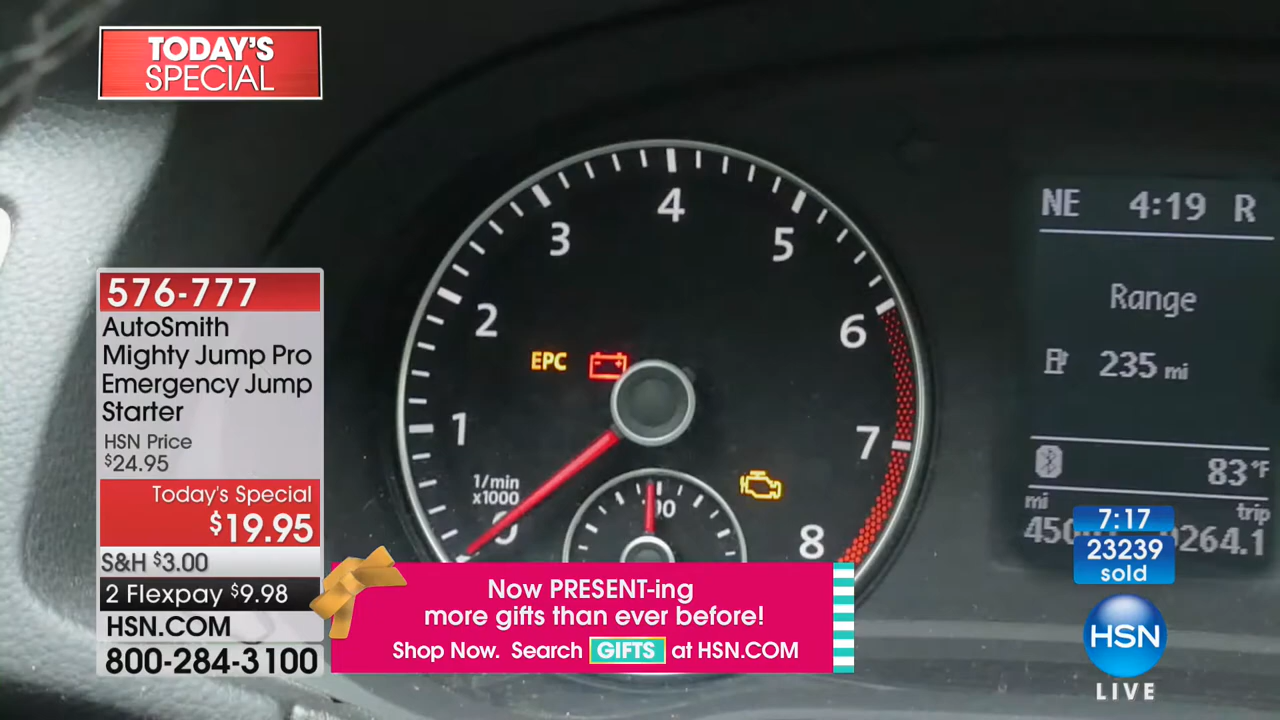 TODAY'S
SPECIAL
576-777
AutoSmith
Mighty Jump Pro
Emergency Jump
Starter
HSN Price
$24.95
Today's Special
$19.95
S&H $3.00
2 Flexpay $9.98
HSN.COM
800-284-3100
1
2
3
4
5
6
7
8
EPC
1/min
x1000
0
NE 4:19 R
Range
235 mi
83°F
mi
trip
264.1
Now PRESENT-ing
more gifts than ever before!
Shop Now. Search GIFTS at HSN.COM
7:17
23239
sold
HSN
LIVE